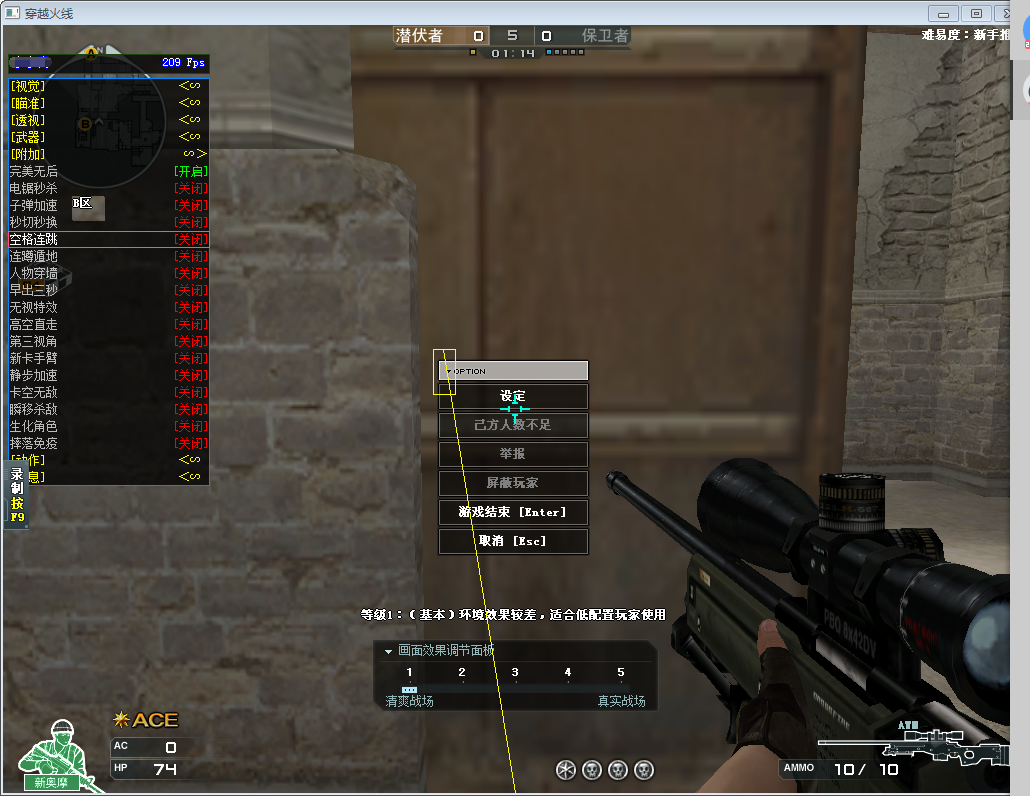 穿越火线
潜伏者 0 5 0 保卫者
01:14
难易度：新手推
N
A
B
209 Fps
[视觉] <∽
[瞄准] <∽
[透视] <∽
[武器] <∽
[附加] ∽>
完美无后 [开启]
电锯秒杀 [关闭]
子弹加速 [关闭]
B区
秒切秒换 [关闭]
空格连跳 [关闭]
连蹲遁地 [关闭]
人物穿墙 [关闭]
早出三秒 [关闭]
无视特效 [关闭]
高空直走 [关闭]
第三视角 [关闭]
新卡手臂 [关闭]
静步加速 [关闭]
卡空无敌 [关闭]
瞬移杀敌 [关闭]
生化角色 [关闭]
摔落免疫 [关闭]
[动作] <∽
息] <∽
录
制
按
F9
OPTION
设定
己方人数不足
举报
屏蔽玩家
游戏结束 [Enter]
取消 [Esc]
等级1：（基本）环境效果较差，适合低配置玩家使用
画面效果调节面板
1 2 3 4 5
清爽战场 真实战场
ACE
AC 0
HP 74
新奥摩
PBQ 8X42DV
AWM
AMMO 10/ 10